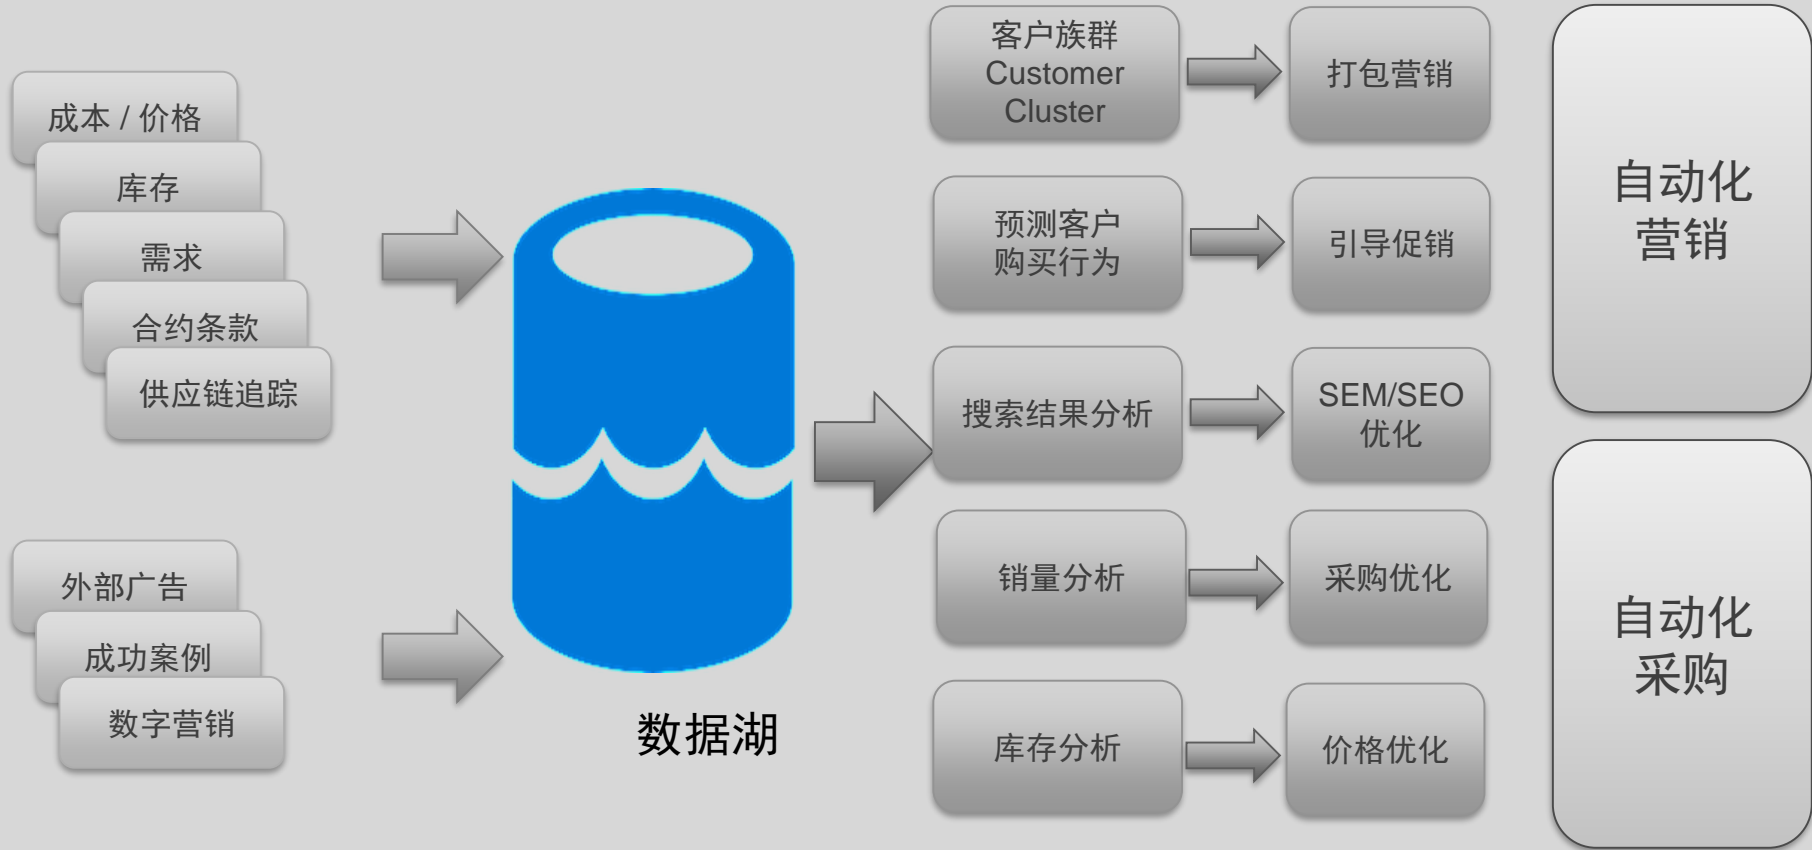 成本 / 价格
库存
需求
合约条款
供应链追踪
外部广告
成功案例
数字营销
数据湖
客户族群
Customer
Cluster
打包营销
预测客户
购买行为
引导促销
搜索结果分析
SEM/SEO
优化
销量分析
采购优化
库存分析
价格优化
自动化
营销
自动化
采购